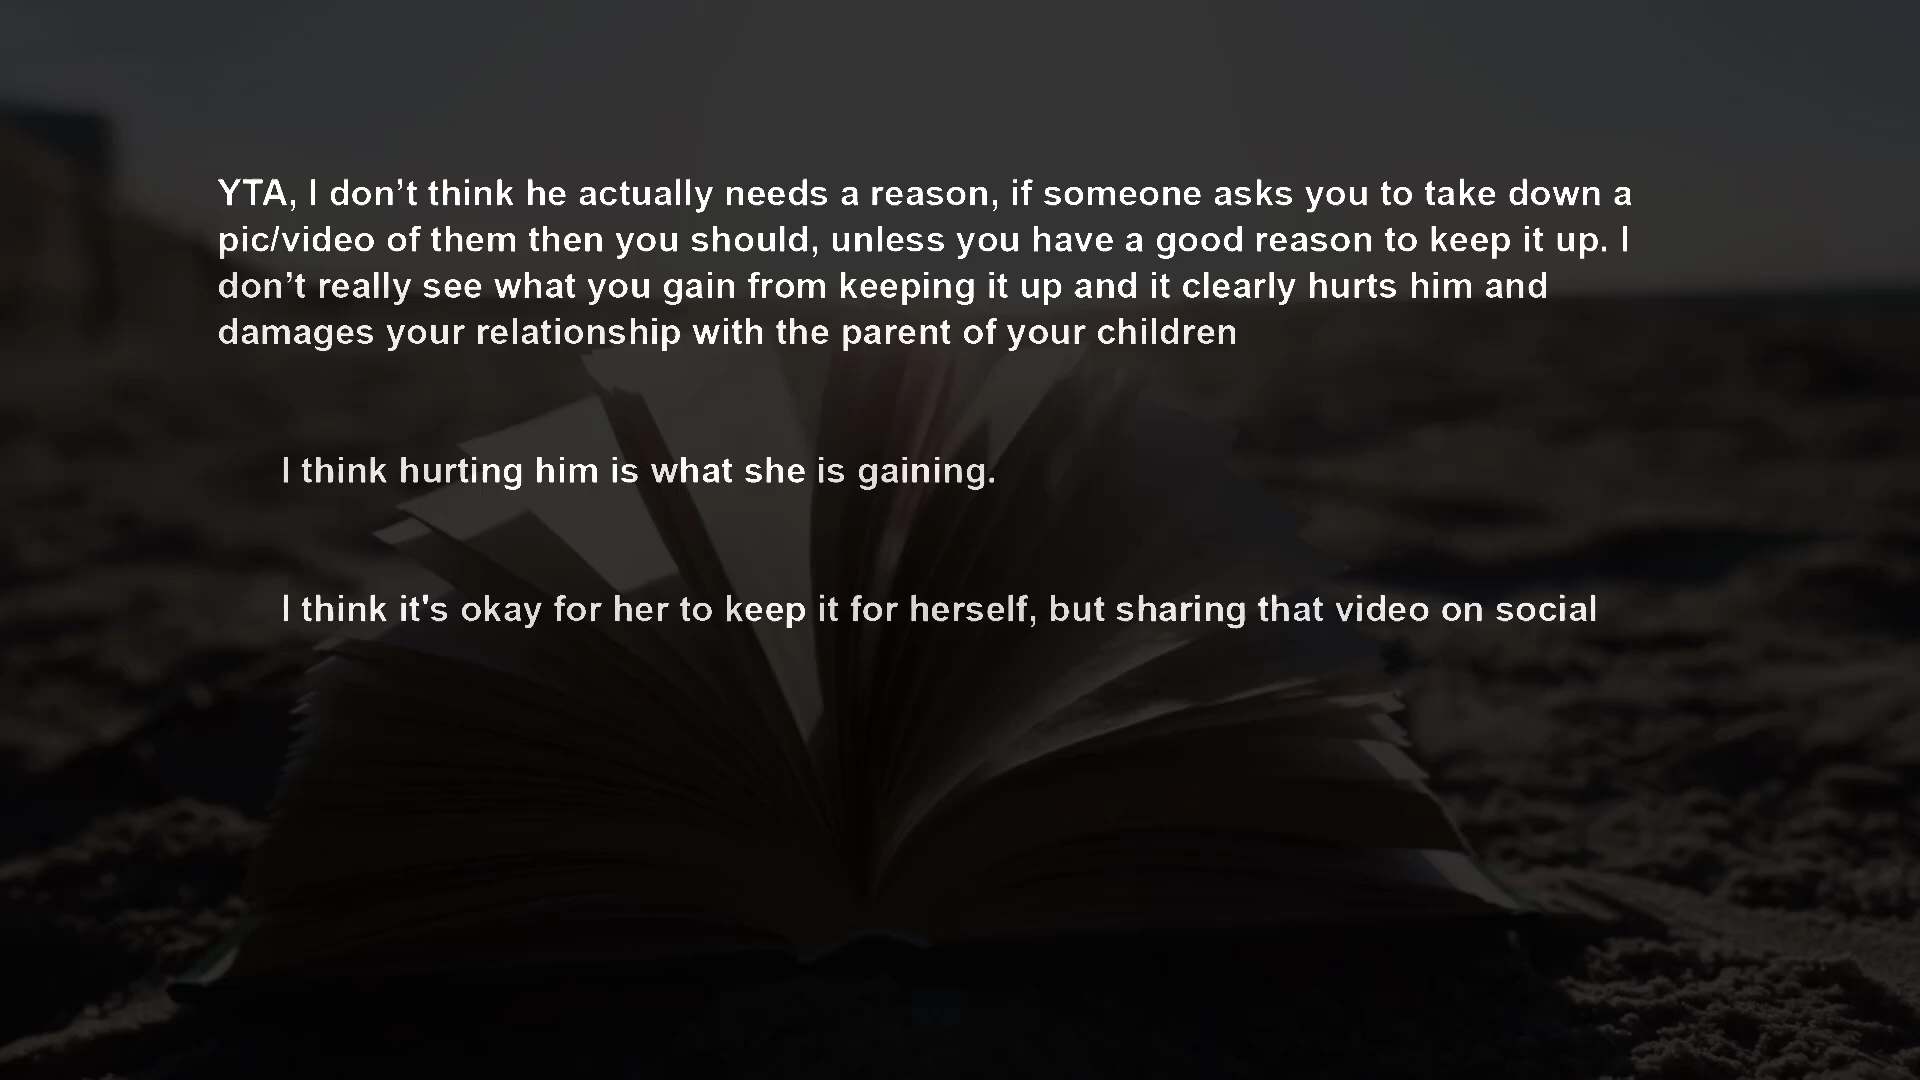 YTA, I don’t think he actually needs a reason, if someone asks you to take down a
pic/video of them then you should, unless you have a good reason to keep it up. I
don’t really see what you gain from keeping it up and it clearly hurts him and
damages your relationship with the parent of your children
I think hurting him is what she is gaining.
I think it's okay for her to keep it for herself, but sharing that video on social